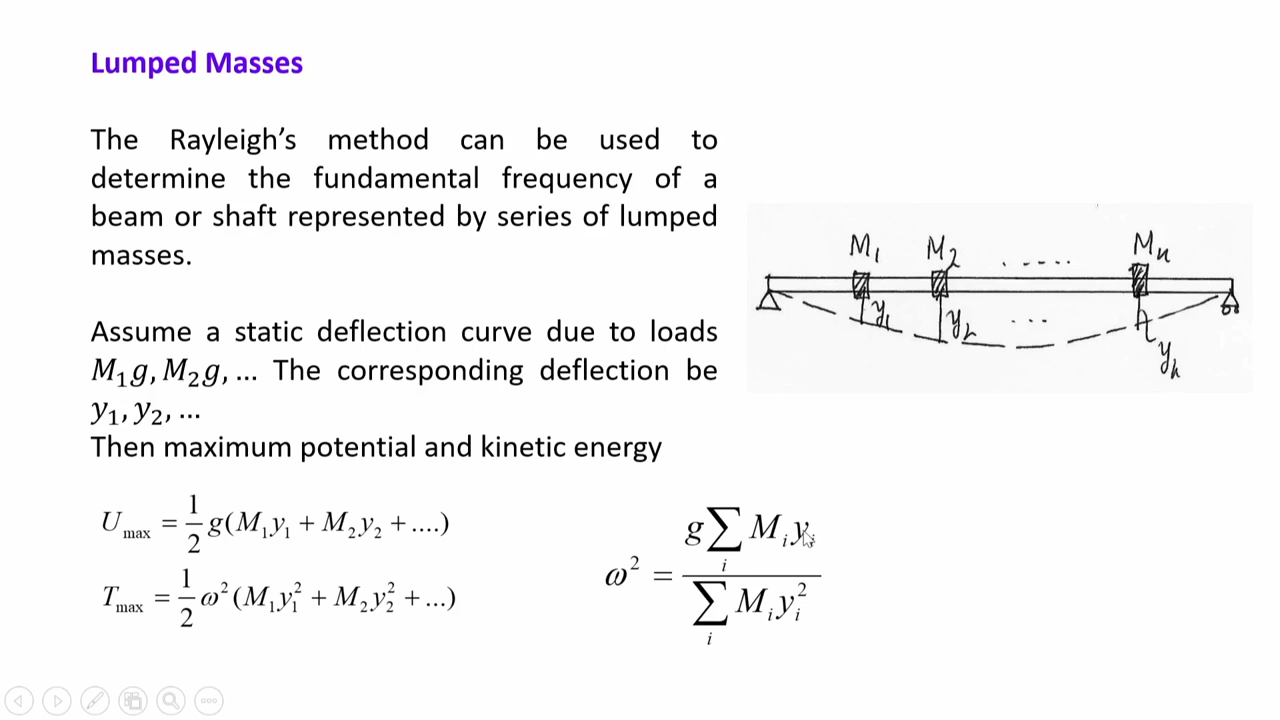 Lumped Masses
The Rayleigh’s method can be used to
determine the fundamental frequency of a
beam or shaft represented by series of lumped
masses.
M₁ M₂ ..... Mₙ
y₁ y₂ ... yₙ
Assume a static deflection curve due to loads
M₁g, M₂g, … The corresponding deflection be
y₁, y₂, …
Then maximum potential and kinetic energy
U_max = 1/2 g(M₁y₁ + M₂y₂ + ....)
T_max = 1/2 ω²(M₁y₁² + M₂y₂² + ...)
ω² = g∑_i M_i y_i / ∑_i M_i y_i²